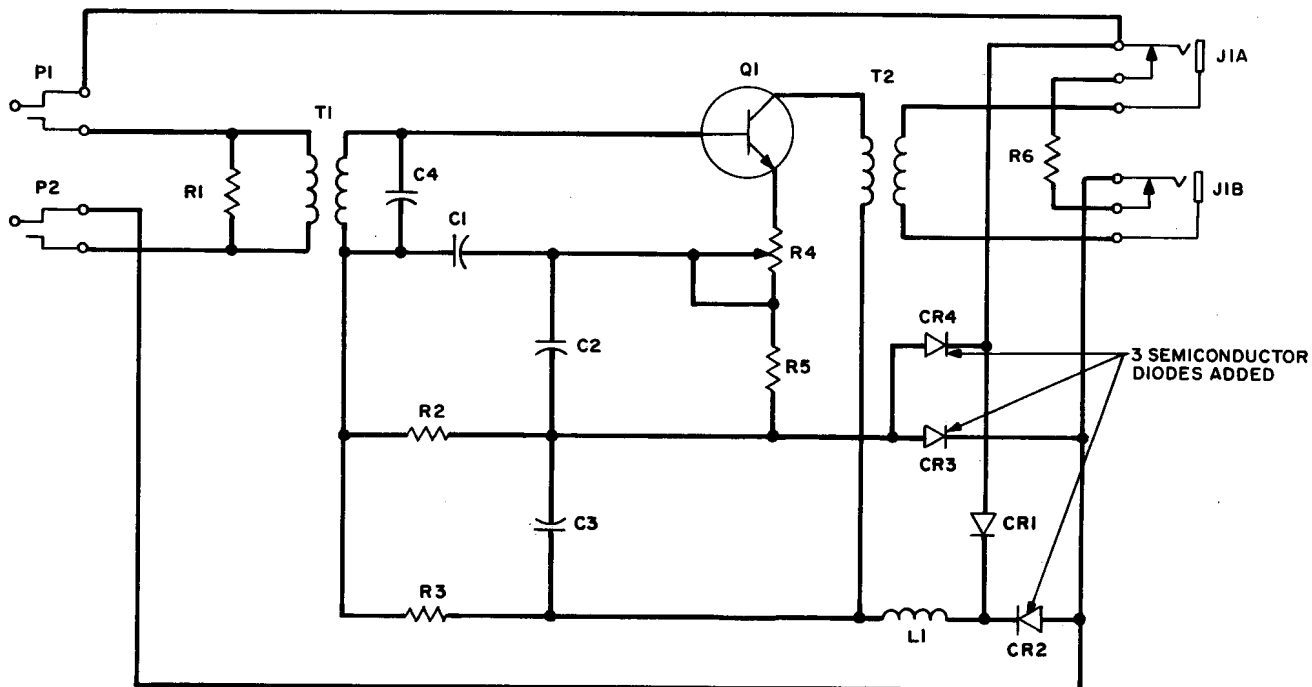 P1
T1
Q1
T2
J1A
R1
C4
R6
P2
C1
J1B
R4
CR4
C2
R5
3 SEMICONDUCTOR
DIODES ADDED
R2
CR3
C3
CR1
R3
L1
CR2